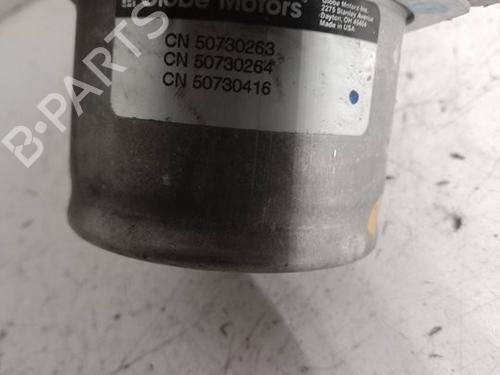 Globe Motors
Globe Motors Inc.
2275 Stanley Avenue
Dayton, OH 45404
Made in USA
CN 50730263
CN 50730264
CN 50730416
B-PARTS